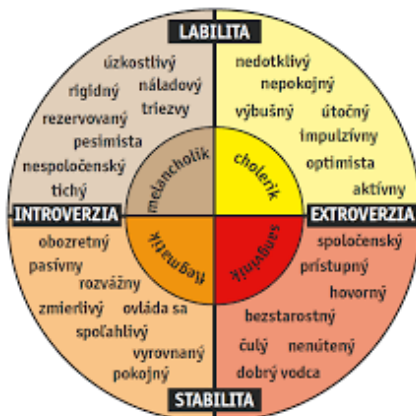 LABILITA
úzkostlivý
rigidný
náladový
rezervovaný
triezvy
pesimista
nespoločenský
tichý
melancholik
nedotklivý
nepokojný
výbušný
útočný
impulzívny
optimista
aktívny
cholerik
INTROVERZIA
EXTROVERZIA
obozretný
pasívny
rozvážny
zmierlivý
ovláda sa
spoľahlivý
vyrovnaný
pokojný
flegmatik
spoločenský
prístupný
hovorný
bezstarostný
čulý
nenútený
dobrý vodca
sangvinik
STABILITA